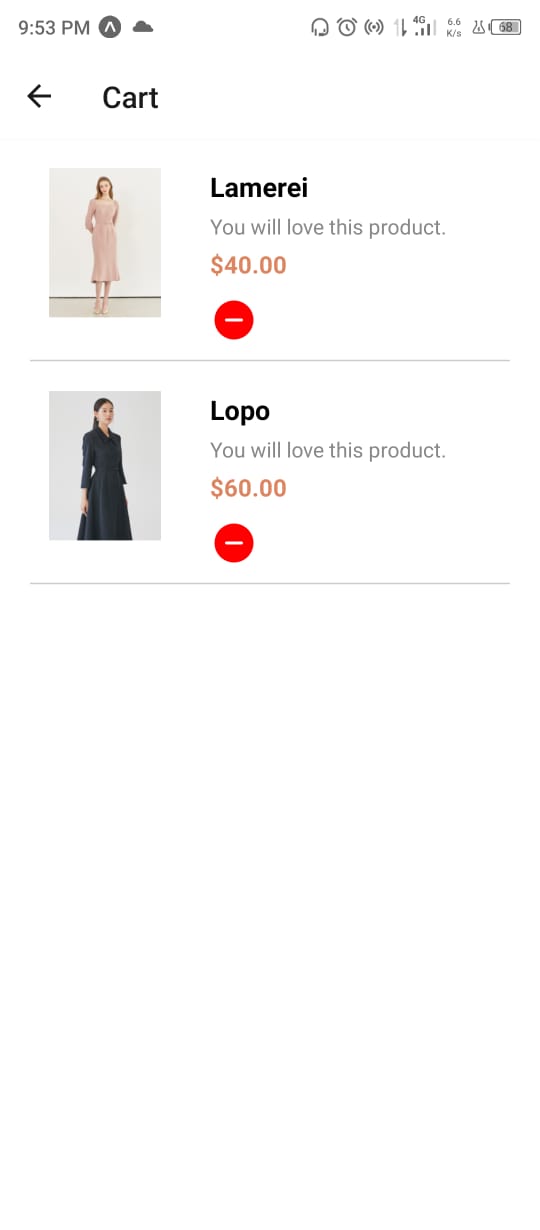 9:53 PM
4G
6.6
K/s
68
Cart
Lamerei
You will love this product.
$40.00
Lopo
You will love this product.
$60.00